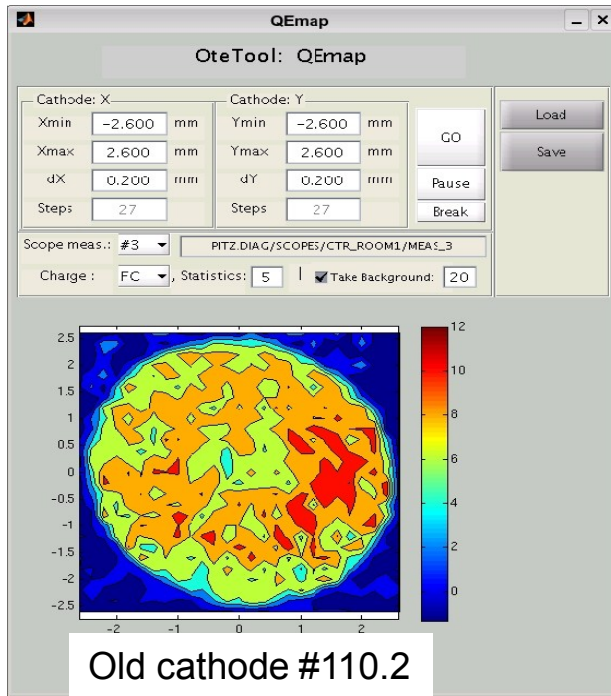 QEmap
OteTool: QEmap
Cathode: X
Cathode: Y
Xmin -2.600 mm
Ymin -2.600 mm
GO
Load
Xmax 2.600 mm
Ymax 2.600 mm
Save
dX 0.200 mm
dY 0.200 mm
Pause
Steps 27
Steps 27
Break
Scope meas.: #3
PITZ.DIAG/SCOPES/CTR_ROOM1/MEAS_3
Charge : FC , Statistics: 5 | Take Background: 20
12
10
8
6
4
2
0
2.5
2
1.5
1
0.5
0
-0.5
-1
-1.5
-2
-2.5
-2 -1 0 1 2
Old cathode #110.2